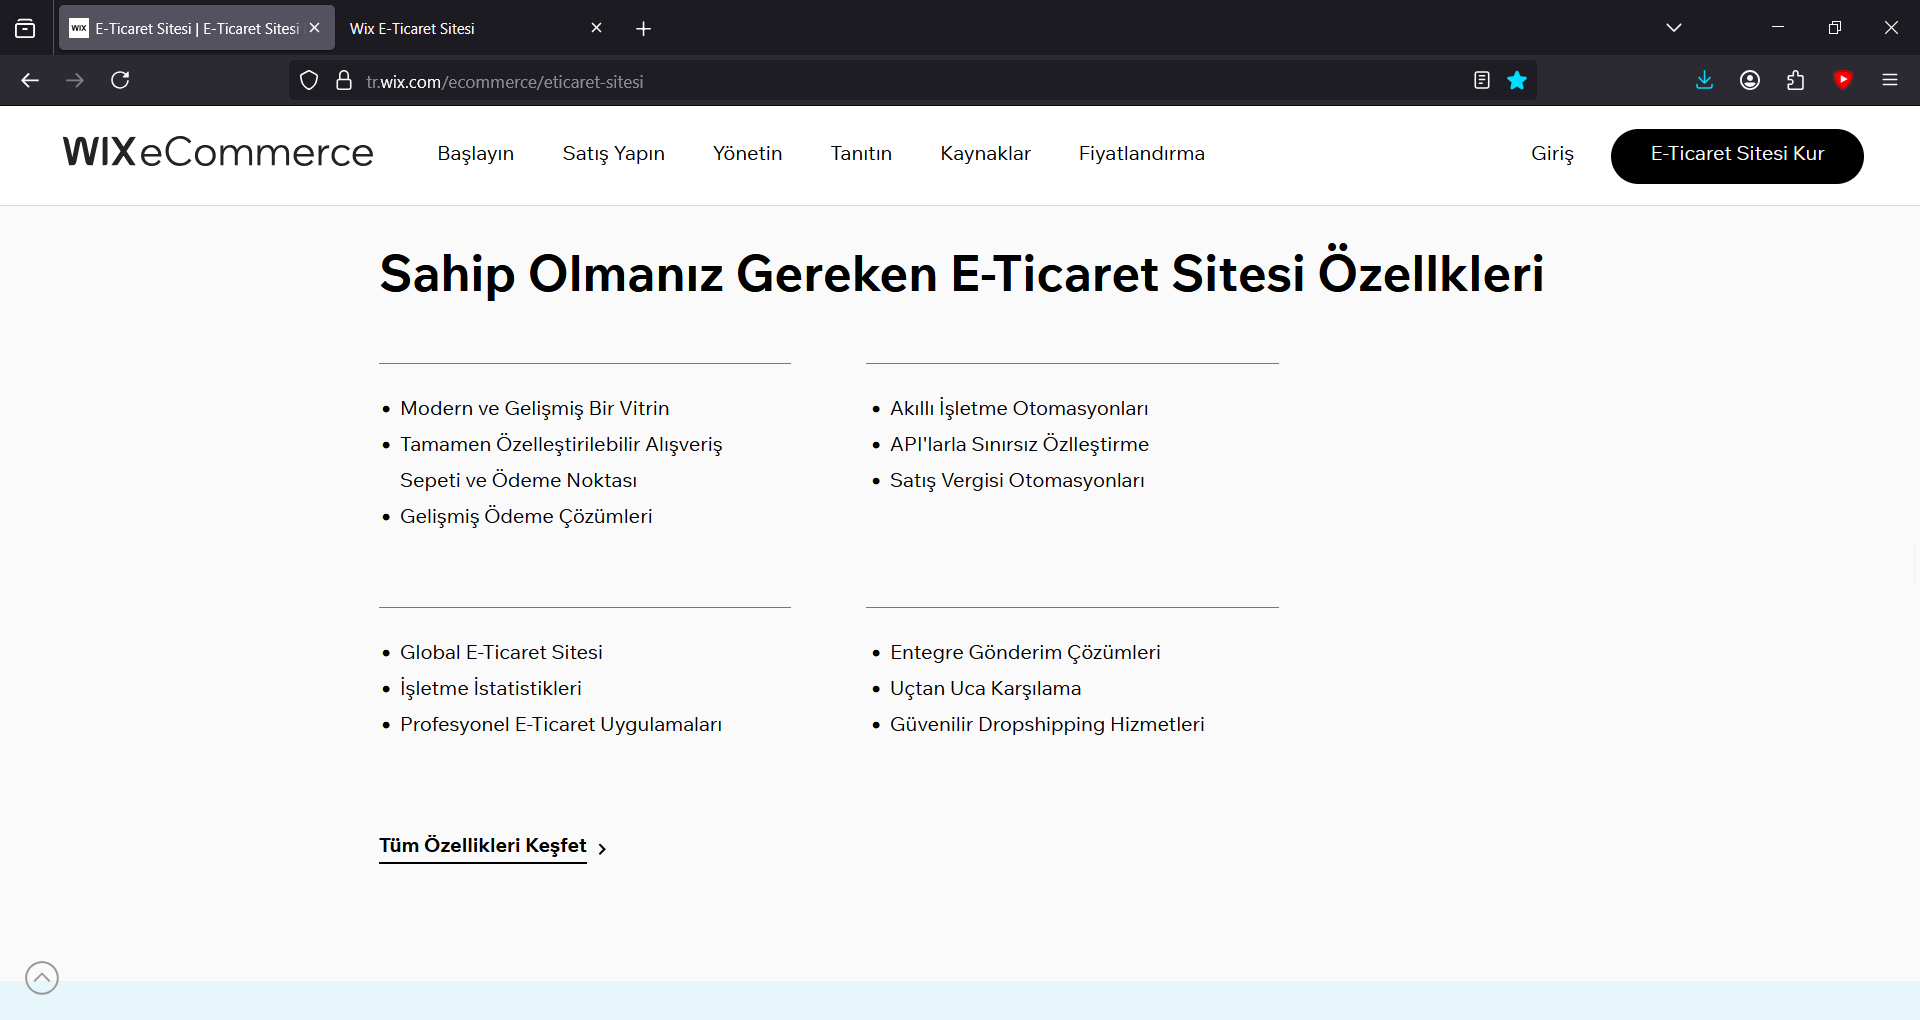 WIX E-Ticaret Sitesi | E-Ticaret Sitesi
Wix E-Ticaret Sitesi
tr.wix.com/ecommerce/eticaret-sitesi
WIX eCommerce
Başlayın
Satış Yapın
Yönetin
Tanıtın
Kaynaklar
Fiyatlandırma
Giriş
E-Ticaret Sitesi Kur
Sahip Olmanız Gereken E-Ticaret Sitesi Özellkleri
• Modern ve Gelişmiş Bir Vitrin
• Tamamen Özelleştirilebilir Alışveriş
Sepeti ve Ödeme Noktası
• Gelişmiş Ödeme Çözümleri
• Akıllı İşletme Otomasyonları
• API'larla Sınırsız Özlleştirme
• Satış Vergisi Otomasyonları
• Global E-Ticaret Sitesi
• İşletme İstatistikleri
• Profesyonel E-Ticaret Uygulamaları
• Entegre Gönderim Çözümleri
• Uçtan Uca Karşılama
• Güvenilir Dropshipping Hizmetleri
Tüm Özellikleri Keşfet